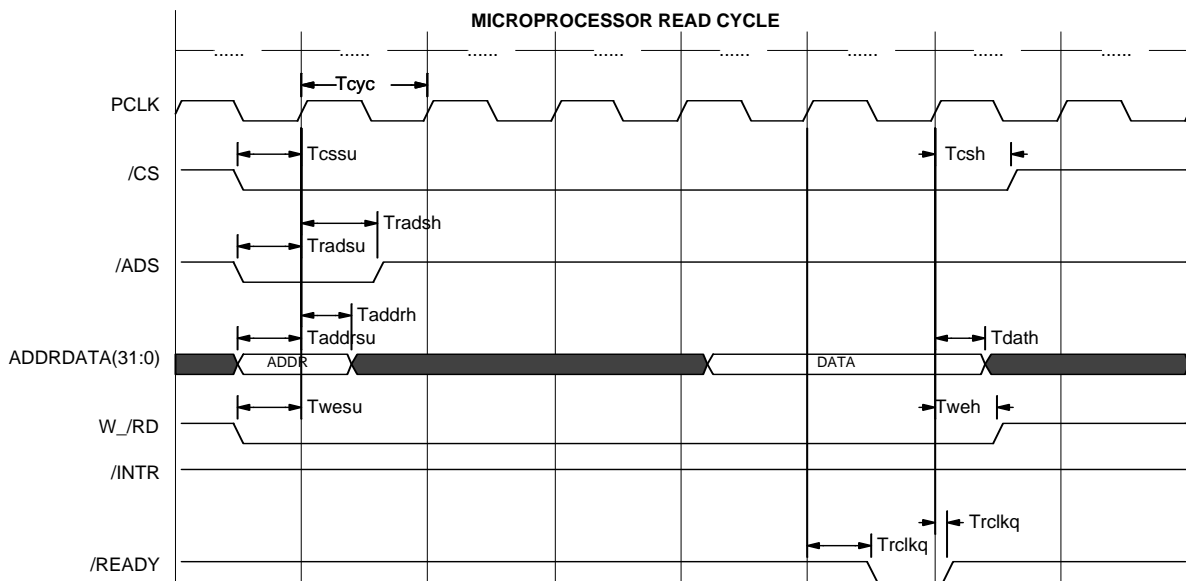 MICROPROCESSOR READ CYCLE
...... ...... ...... ...... ...... ...... ...... ......
Tcyc
PCLK
Tcssu
Tcsh
/CS
Tradsh
Tradsu
/ADS
Taddrh
Taddrsu
Tdath
ADDRDATA(31:0)
ADDR
DATA
Twesu
Tweh
W_/RD
/INTR
Trclkq
Trclkq
/READY